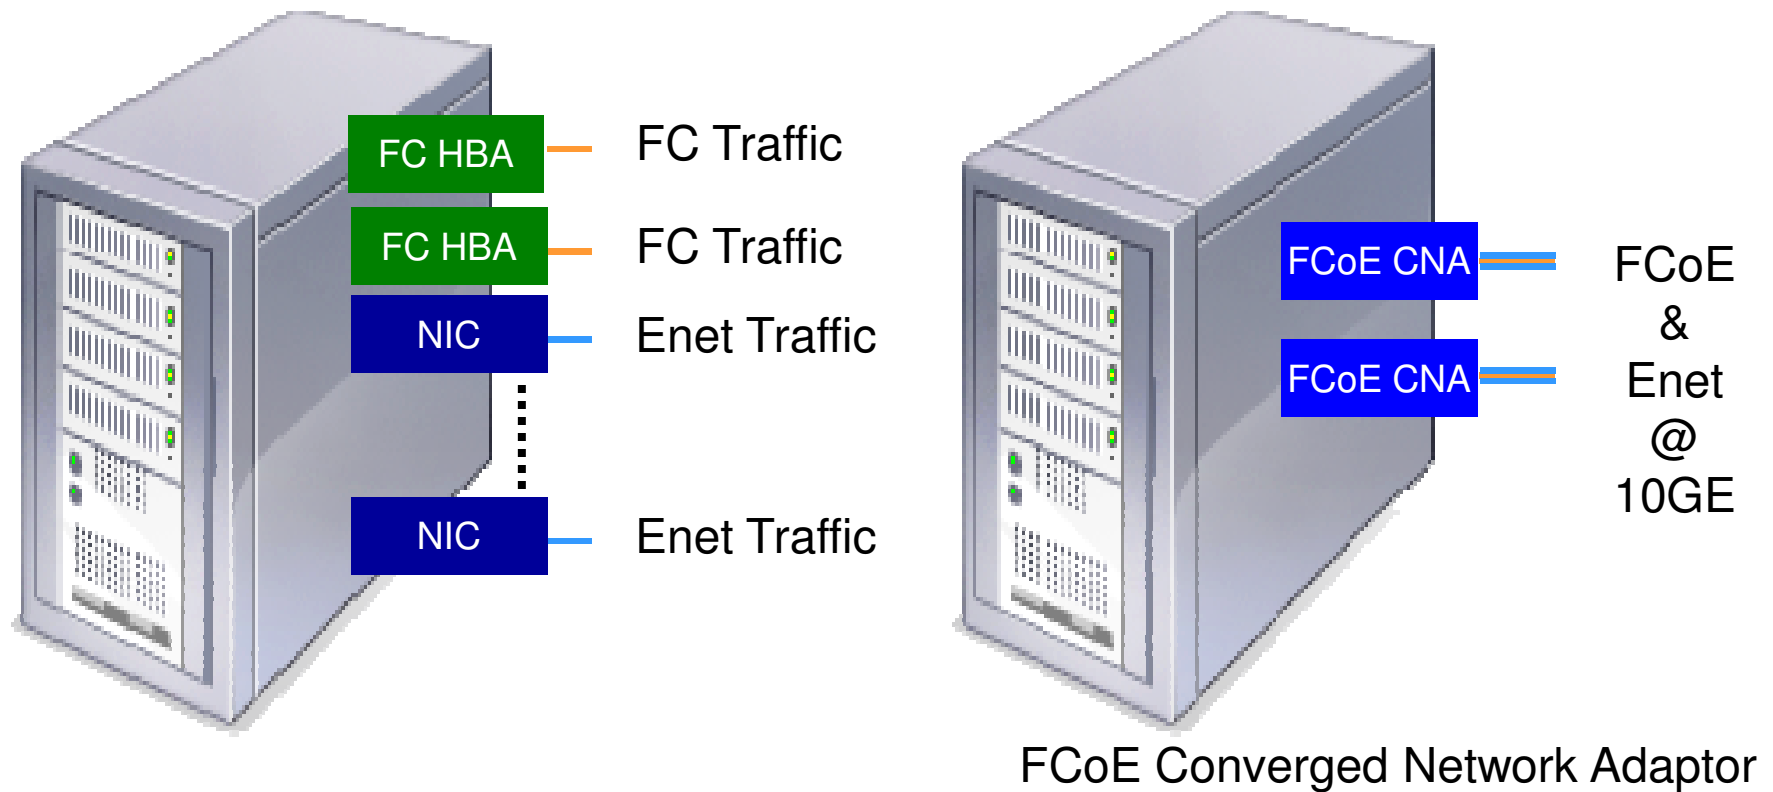 FC HBA
FC Traffic
FC HBA
FC Traffic
NIC
Enet Traffic
NIC
Enet Traffic
FCoE CNA
FCoE CNA
FCoE
&
Enet
@
10GE
FCoE Converged Network Adaptor